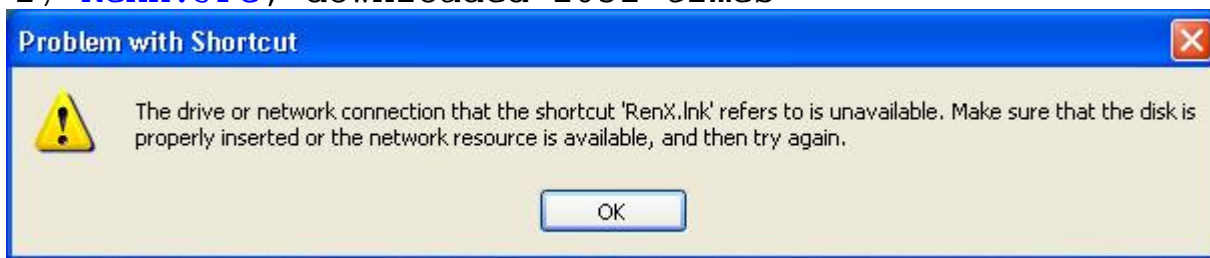 Problem with Shortcut
The drive or network connection that the shortcut 'RenX.lnk' refers to is unavailable. Make sure that the disk is
properly inserted or the network resource is available, and then try again.
OK